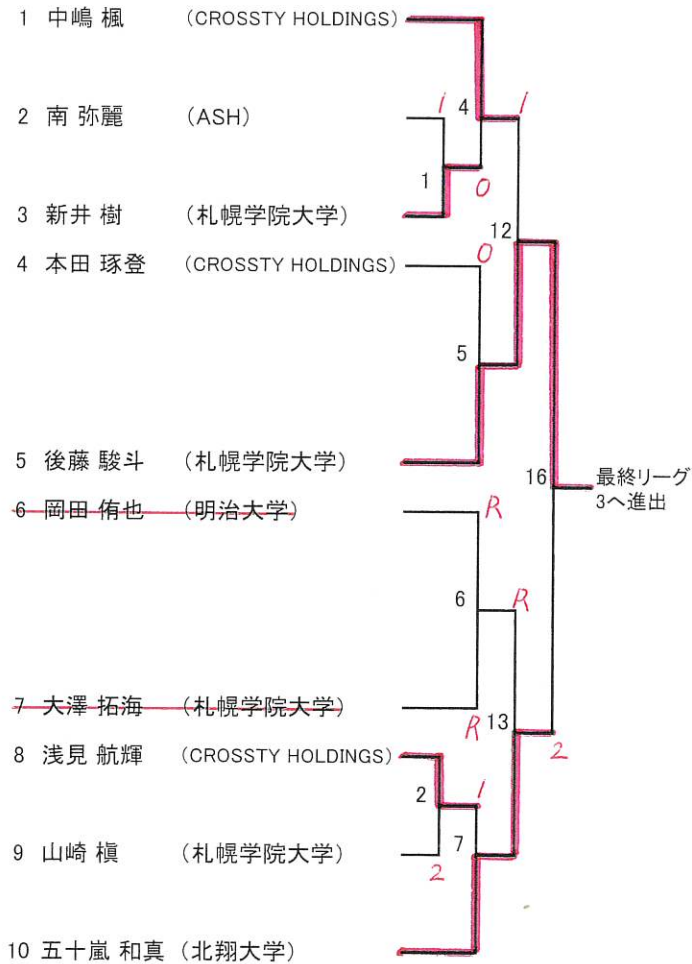 1 中嶋 楓 (CROSSTY HOLDINGS)
1 4 1
2 南 弥麗 (ASH)
1 0
3 新井 樹 (札幌学院大学)
0 12
4 本田 琢登 (CROSSTY HOLDINGS)
5
5 後藤 駿斗 (札幌学院大学)
16 最終リーグ
3へ進出
6 岡田 侑也 (明治大学) R
6 R
7 大澤 拓海 (札幌学院大学)
R 13
8 浅見 航輝 (CROSSTY HOLDINGS) 2
2 1
7
9 山崎 槇 (札幌学院大学)
2
10 五十嵐 和真 (北翔大学)